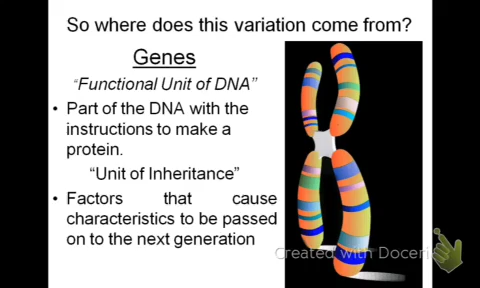 So where does this variation come from?
Genes
“Functional Unit of DNA”
• Part of the DNA with the
instructions to make a
protein.
“Unit of Inheritance”
• Factors that cause
characteristics to be passed
on to the next generation
Created with Doceri